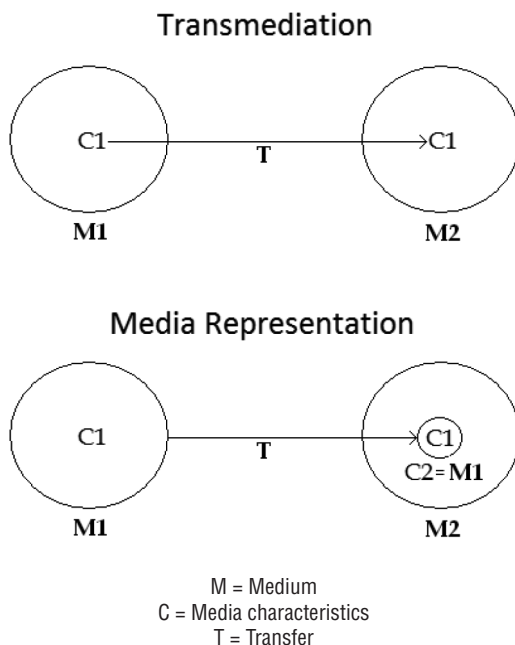 Transmediation
C1 C1
T
M1 M2
Media Representation
C1 C1
T
C2 = M1
M1 M2
M = Medium
C = Media characteristics
T = Transfer